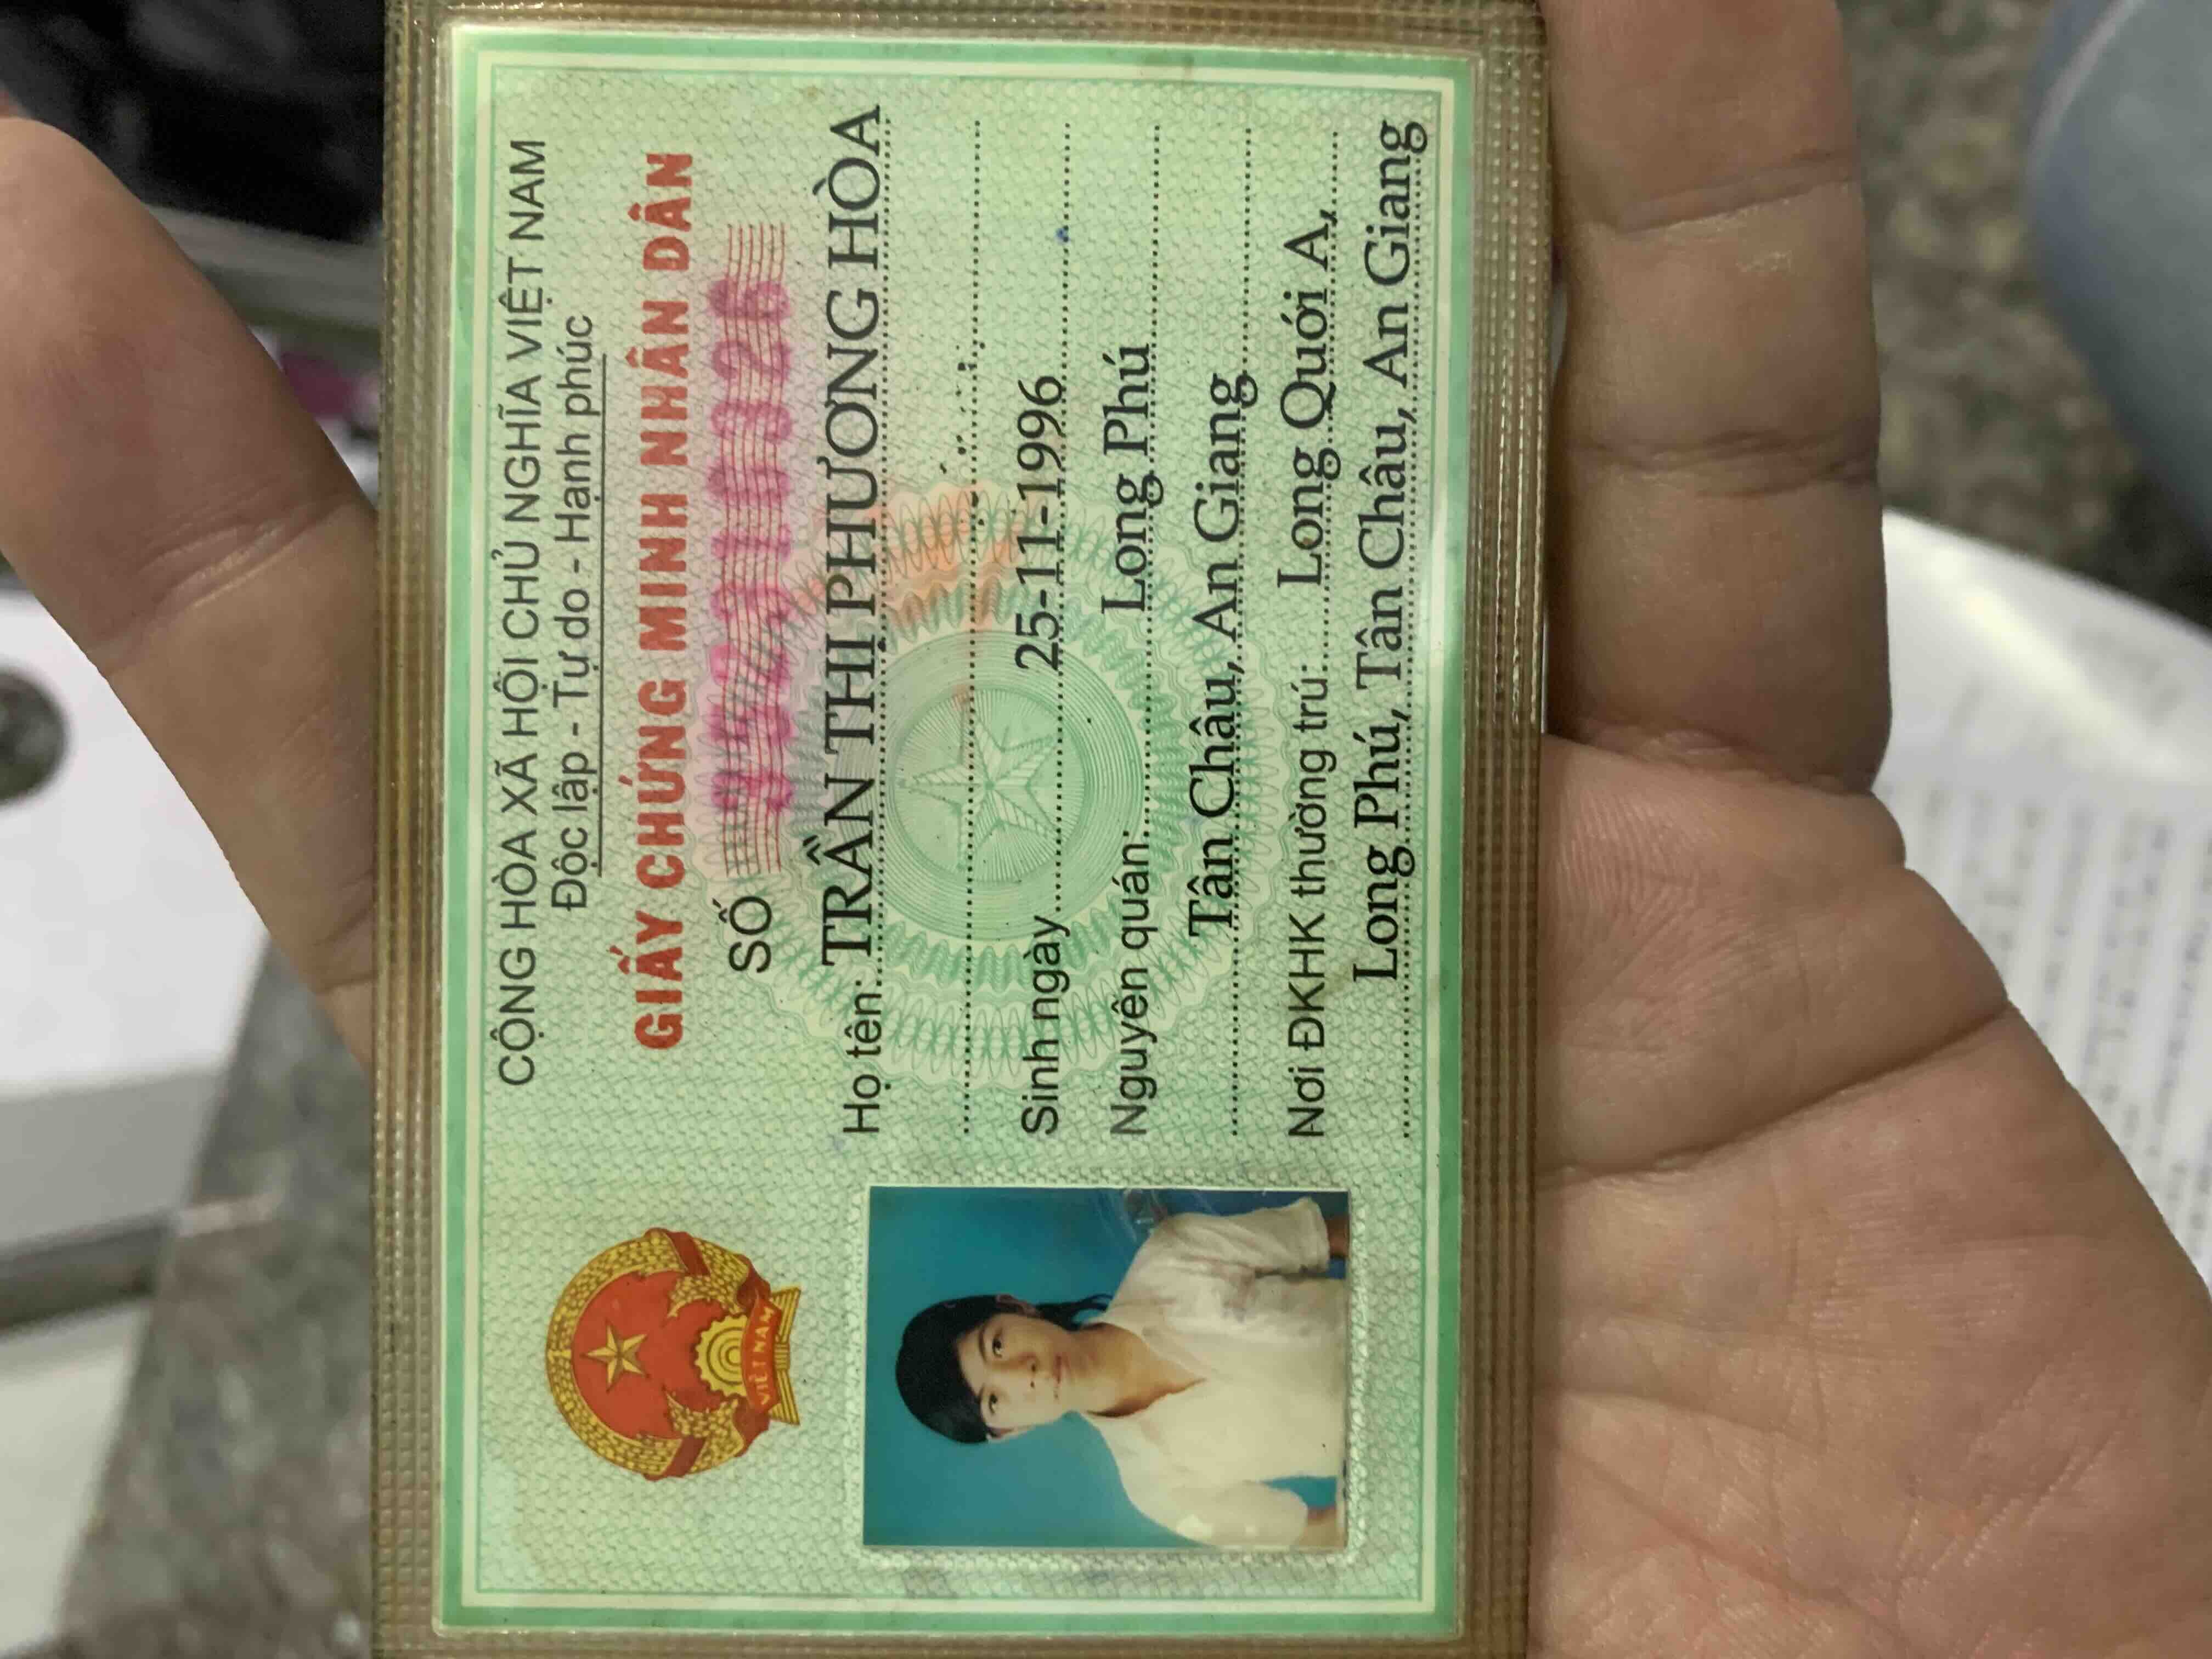 CỘNG HÒA XÃ HỘI CHỦ NGHĨA VIỆT NAM
Độc lập - Tự do - Hạnh phúc
GIẤY CHỨNG MINH NHÂN DÂN
SỐ
Họ tên: TRẦN THỊ PHƯƠNG HÒA
Sinh ngày 25-11-1996
Nguyên quán: Long Phú
Tân Châu, An Giang
Nơi ĐKHK thường trú: Long Quới A,
Long Phú, Tân Châu, An Giang
VIỆT NAM